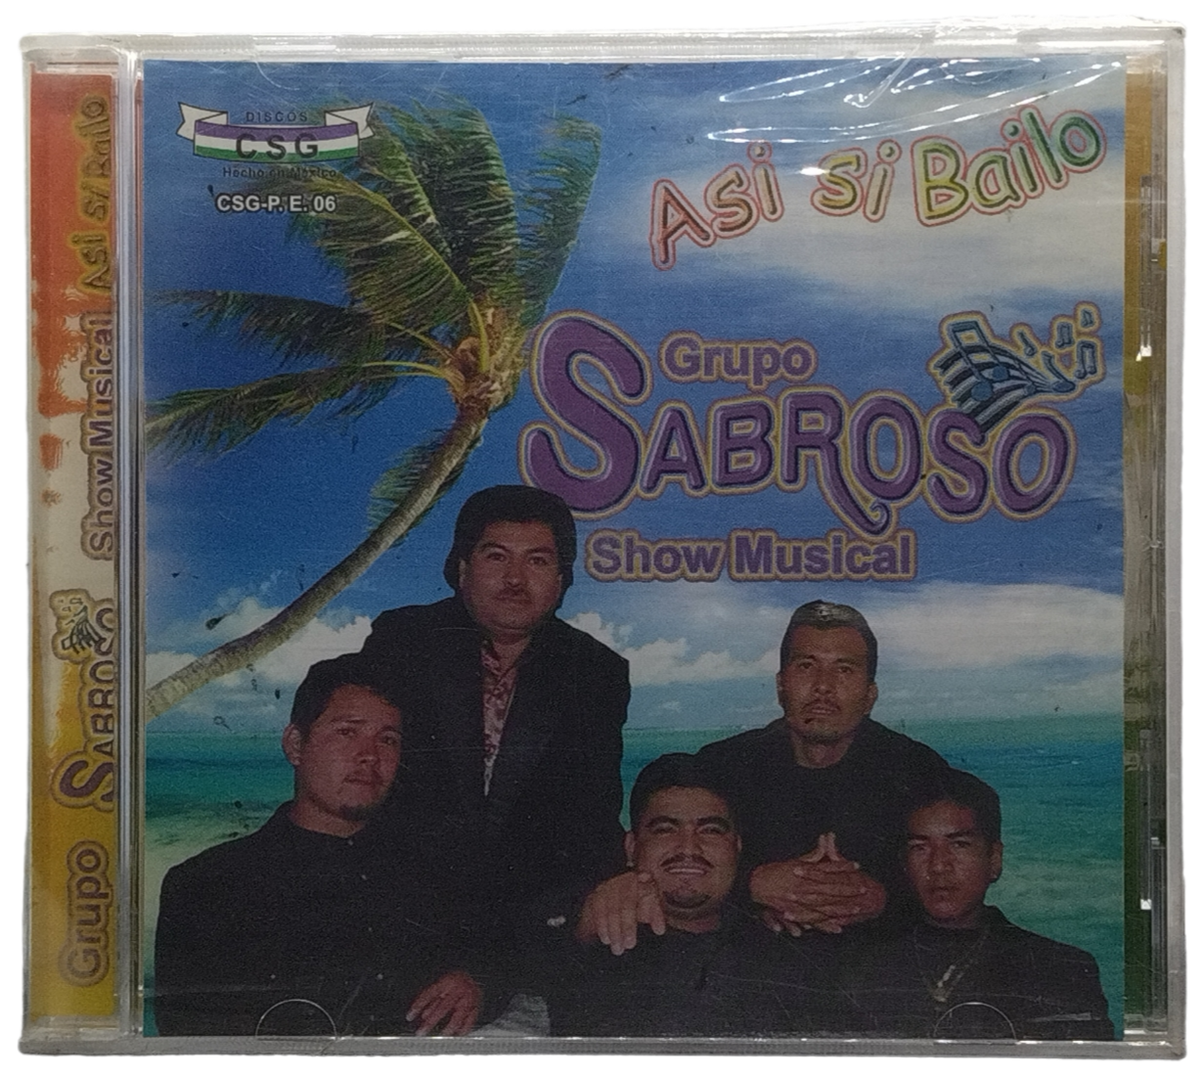 DISCOS
CSG
Hecho en México
CSG-P. E. 06
Asi si Bailo
Grupo
SABROSO
Show Musical
Grupo SABROSO Show Musical Asi si Bailo